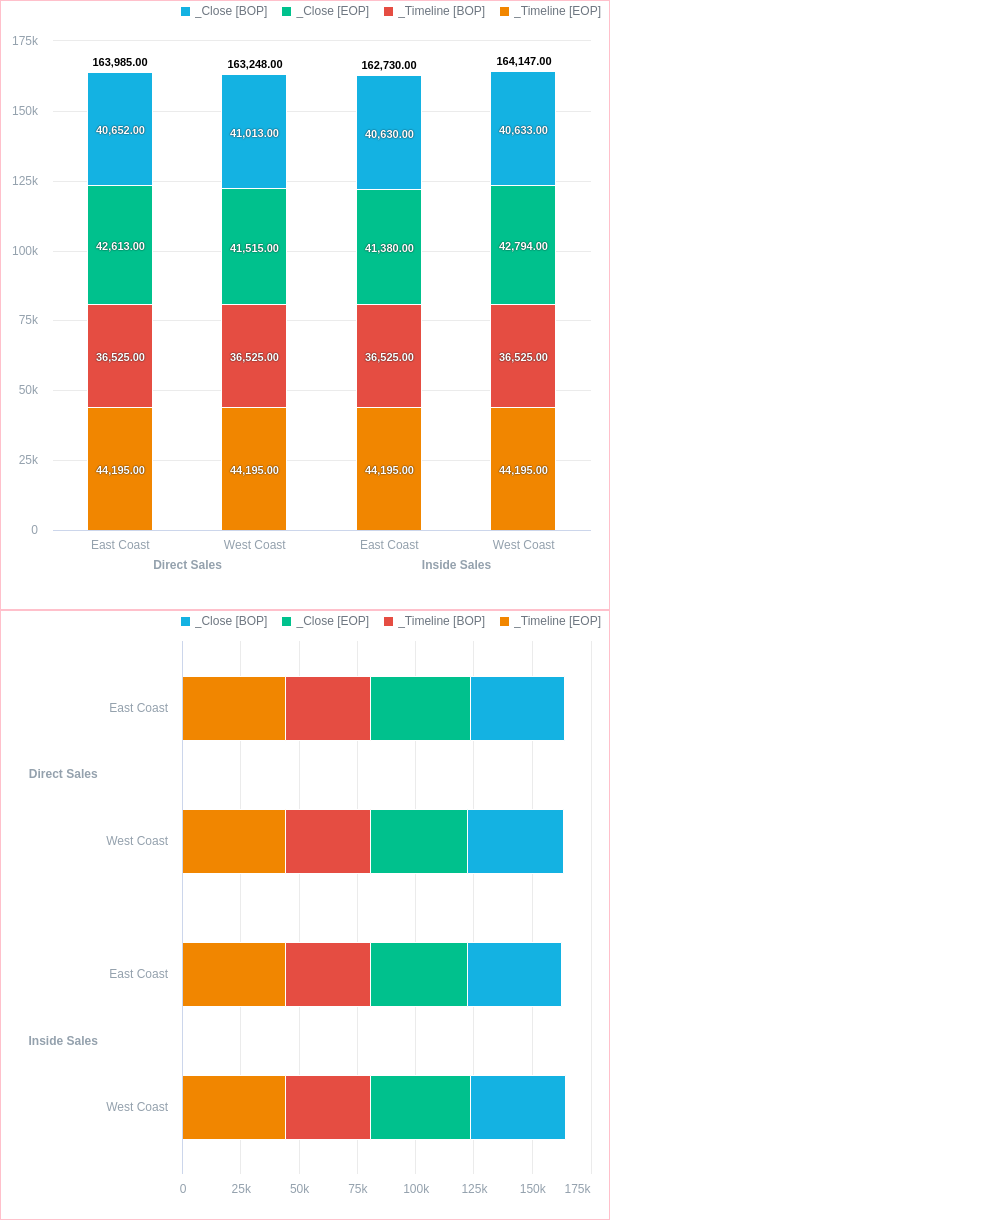 _Close [BOP] _Close [EOP] _Timeline [BOP] _Timeline [EOP]
175k
163,985.00 163,248.00 162,730.00 164,147.00
150k
40,652.00 41,013.00 40,630.00 40,633.00
125k
100k
42,613.00 41,515.00 41,380.00 42,794.00
75k
36,525.00 36,525.00 36,525.00 36,525.00
50k
25k
44,195.00 44,195.00 44,195.00 44,195.00
0
East Coast West Coast East Coast West Coast
Direct Sales Inside Sales
_Close [BOP] _Close [EOP] _Timeline [BOP] _Timeline [EOP]
East Coast
Direct Sales
West Coast
East Coast
Inside Sales
West Coast
0 25k 50k 75k 100k 125k 150k 175k